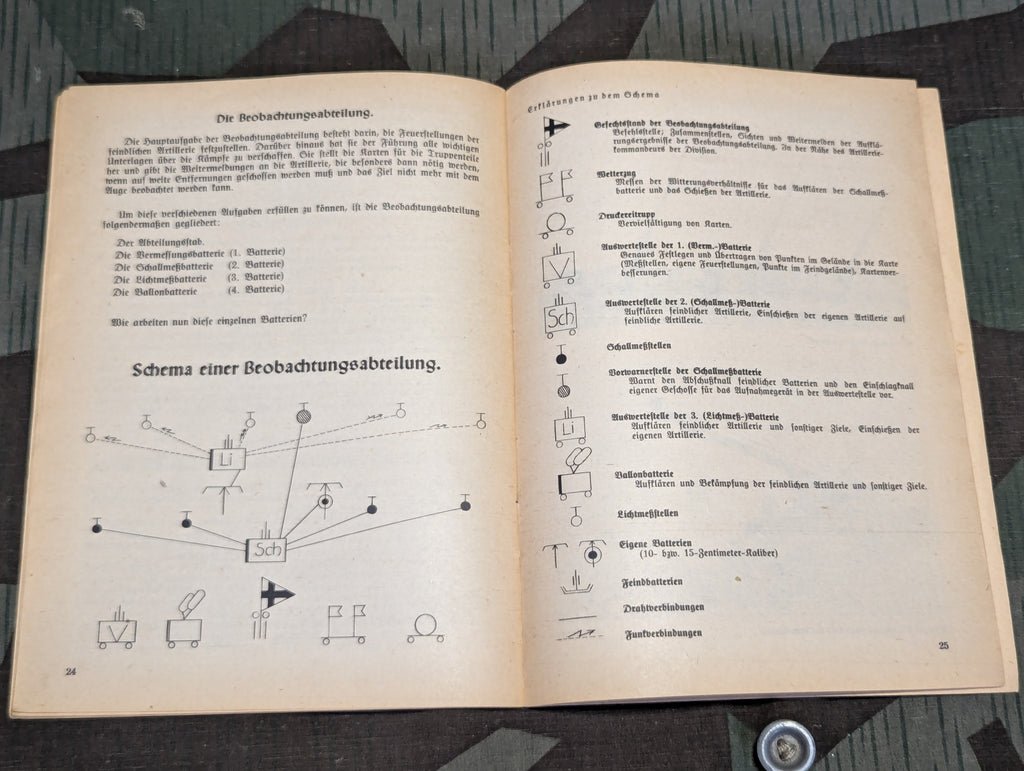 Die Beobachtungsabteilung.
Die Hauptaufgabe der Beobachtungsabteilung besteht darin, die Feuerstellungen der
feindlichen Artillerie festzustellen. Darüber hinaus hat sie der Führung alle wichtigen
Unterlagen über die Kämpfe zu verschaffen. Sie stellt die Karten für die Truppenteile
her und gibt die Wettermeldungen an die Artillerie, die besonders dann nötig werden,
wenn auf weite Entfernungen geschossen werden muß und das Ziel nicht mehr mit dem
Auge beobachtet werden kann.
Um diese verschiedenen Aufgaben erfüllen zu können, ist die Beobachtungsabteilung
folgendermaßen gegliedert:
Der Abteilungsstab.
Die Vermessungsbatterie (1. Batterie)
Die Schallmeßbatterie (2. Batterie)
Die Lichtmeßbatterie (3. Batterie)
Die Ballonbatterie (4. Batterie)
Wie arbeiten nun diese einzelnen Batterien?
Schema einer Beobachtungsabteilung.
Li
Sch
V
24
Erklärungen zu dem Schema
Gefechtsstand der Beobachtungsabteilung
Befehlsstelle; Zusammenstellen, Sichten und Weitermelden der Aufklä-
rungsergebnisse der Beobachtungsabteilung. In der Nähe des Artillerie-
kommandeurs der Division.
Wetterzug
Messen der Witterungsverhältnisse für das Aufklären der Schallmeß-
batterie und das Schießen der Artillerie.
Druckereitrupp
Vervielfältigung von Karten.
V
Auswertestelle der 1. (Verm.-)Batterie
Genaues Festlegen und Übertragen von Punkten im Gelände in die Karte
(Meßstellen, eigene Feuerstellungen, Punkte im Feindgelände), Kartenver-
besserungen.
Sch
Auswertestelle der 2. (Schallmeß-)Batterie
Aufklären feindlicher Artillerie, Einschießen der eigenen Artillerie auf
feindliche Artillerie.
Schallmeßstellen
Vorwarnerstelle der Schallmeßbatterie
Warnt den Abschußknall feindlicher Batterien und den Einschlagknall
eigener Geschosse für das Aufnahmegerät in der Auswertestelle vor.
Li
Auswertestelle der 3. (Lichtmeß-)Batterie
Aufklären feindlicher Artillerie und sonstiger Ziele, Einschießen der
eigenen Artillerie.
Ballonbatterie
Aufklären und Bekämpfung der feindlichen Artillerie und sonstiger Ziele.
Lichtmeßstellen
Eigene Batterien
(10- bzw. 15-Zentimeter-Kaliber)
Feindbatterien
Drahtverbindungen
Funkverbindungen
25